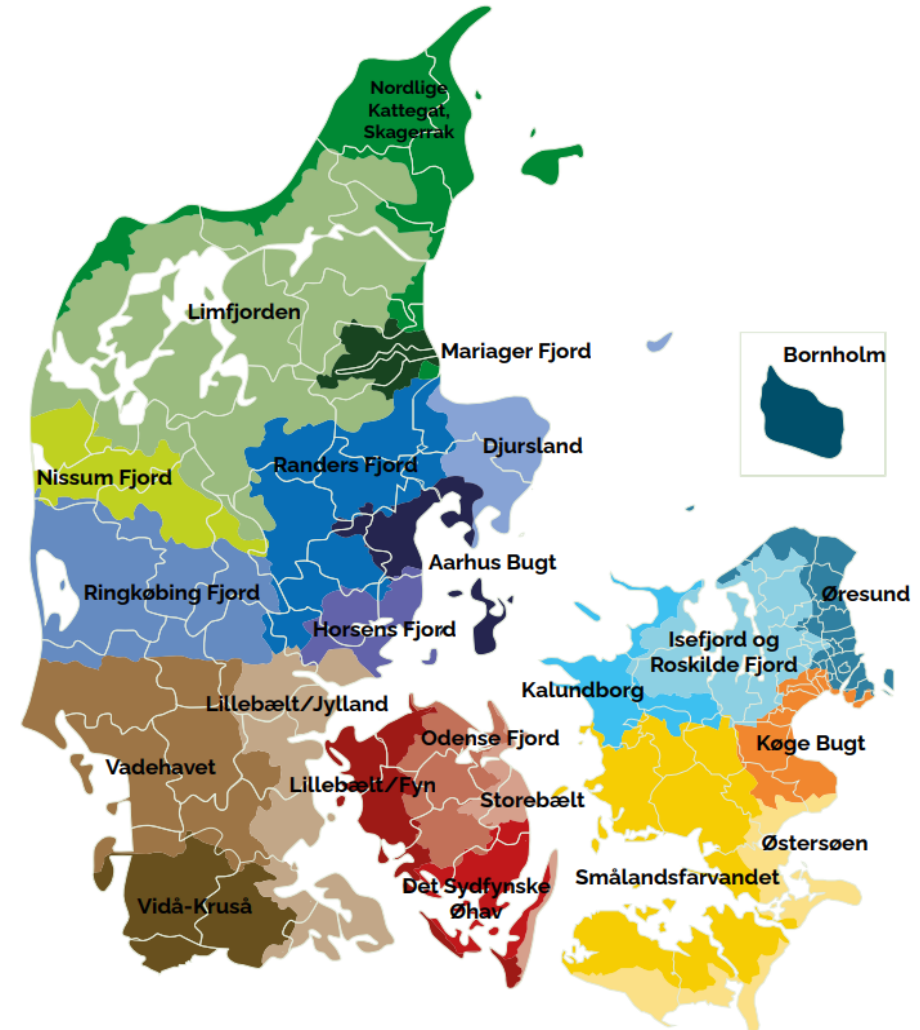 Nordlige
Kattegat,
Skagerrak
Limfjorden
Mariager Fjord
Bornholm
Djursland
Randers Fjord
Nissum Fjord
Aarhus Bugt
Ringkøbing Fjord
Øresund
Horsens Fjord
Isefjord og
Roskilde Fjord
Kalundborg
Lillebælt/Jylland
Odense Fjord
Køge Bugt
Vadehavet
Lillebælt/Fyn
Storebælt
Østersøen
Smålandsfarvandet
Det Sydfynske
Øhav
Vidå-Kruså